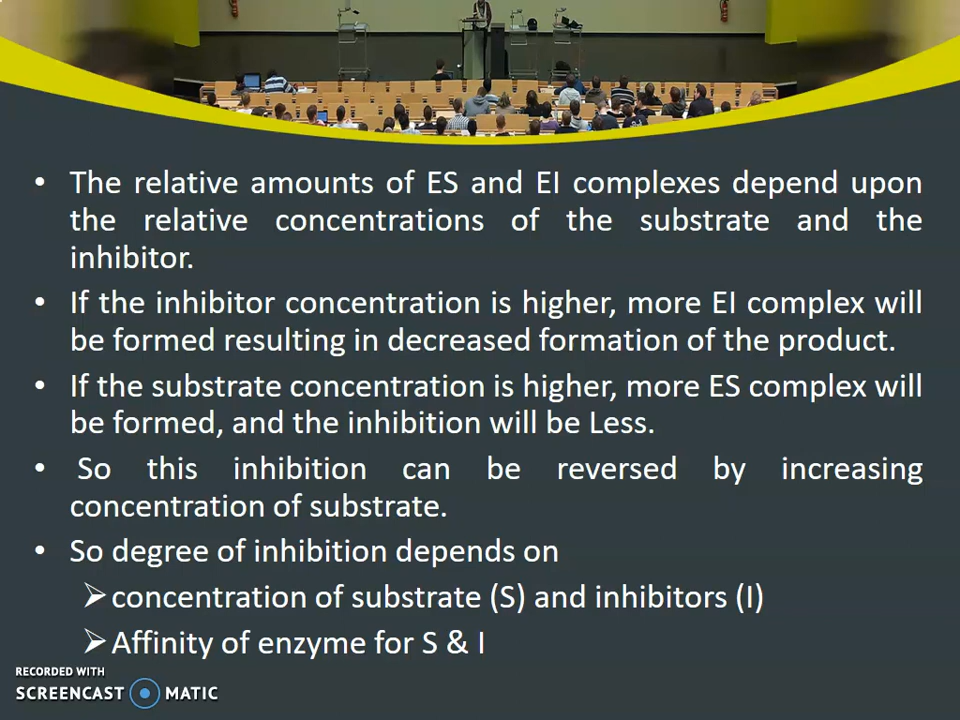 • The relative amounts of ES and EI complexes depend upon
the relative concentrations of the substrate and the
inhibitor.
• If the inhibitor concentration is higher, more EI complex will
be formed resulting in decreased formation of the product.
• If the substrate concentration is higher, more ES complex will
be formed, and the inhibition will be Less.
• So this inhibition can be reversed by increasing
concentration of substrate.
• So degree of inhibition depends on
➢concentration of substrate (S) and inhibitors (I)
➢Affinity of enzyme for S & I
RECORDED WITH
SCREENCAST MATIC